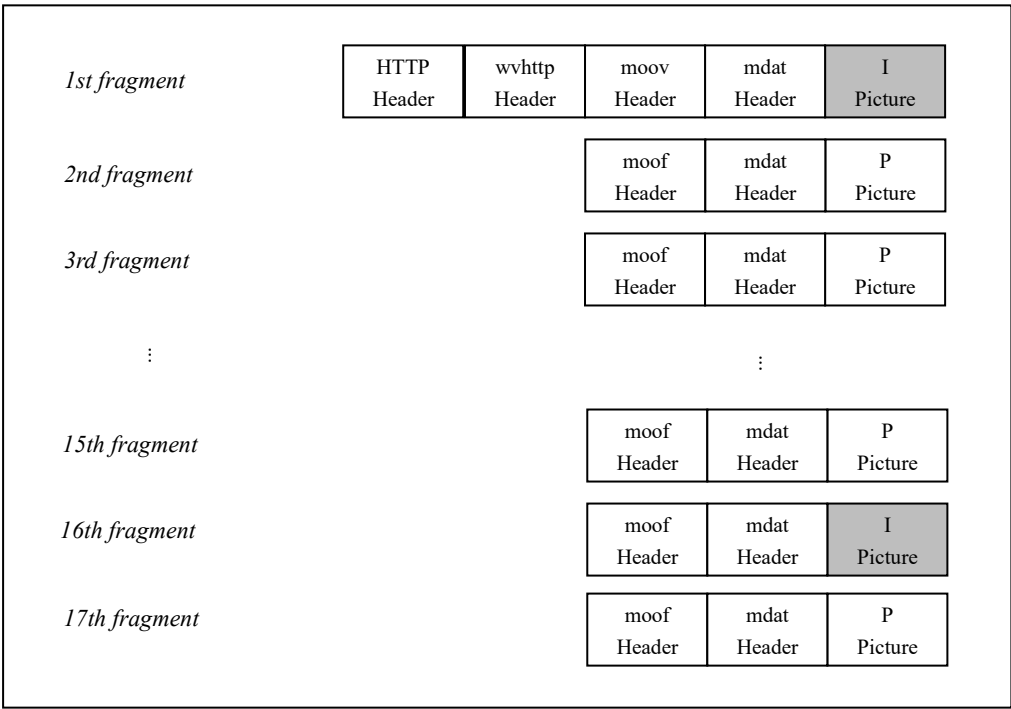 1st fragment
HTTP Header
wvhttp Header
moov Header
mdat Header
I Picture
2nd fragment
moof Header
mdat Header
P Picture
3rd fragment
moof Header
mdat Header
P Picture
⋮ ⋮
15th fragment
moof Header
mdat Header
P Picture
16th fragment
moof Header
mdat Header
I Picture
17th fragment
moof Header
mdat Header
P Picture